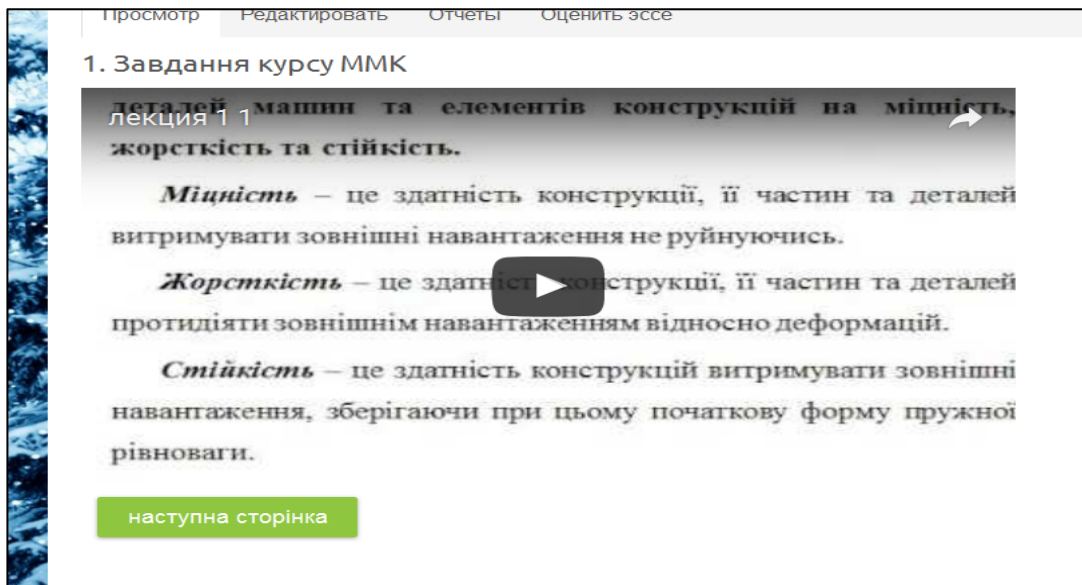 Просмотр Редактировать Отчеты Оценить эссе
1. Завдання курсу ММК
деталей машин та елементів конструкцій на міцність,
лекция 1 1
жорсткість та стійкість.
Міцність – це здатність конструкції, її частин та деталей
витримувати зовнішні навантаження не руйнуючись.
Жорсткість – це здатність конструкції, її частин та деталей
протидіяти зовнішнім навантаженням відносно деформацій.
Стійкість – це здатність конструкцій витримувати зовнішні
навантаження, зберігаючи при цьому початкову форму пружної
рівноваги.
наступна сторінка